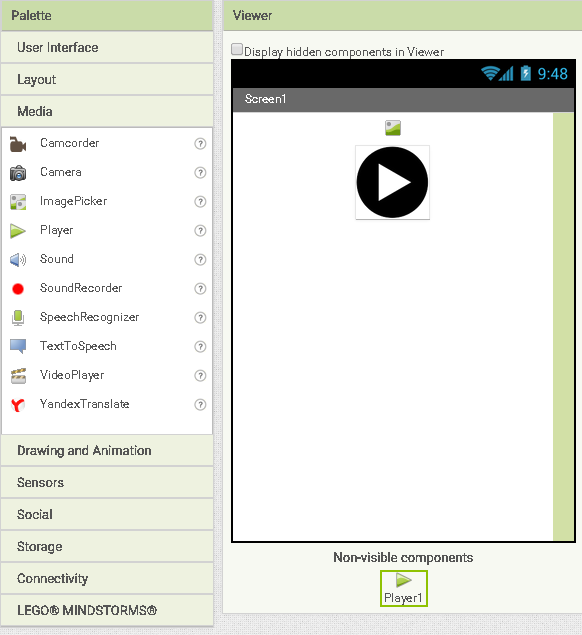 Palette
User Interface
Layout
Media
Camcorder
?
Camera
?
ImagePicker
?
Player
?
Sound
?
SoundRecorder
?
SpeechRecognizer
?
TextToSpeech
?
VideoPlayer
?
YandexTranslate
?
Drawing and Animation
Sensors
Social
Storage
Connectivity
LEGO® MINDSTORMS®
Viewer
Display hidden components in Viewer
9:48
Screen1
Non-visible components
Player1